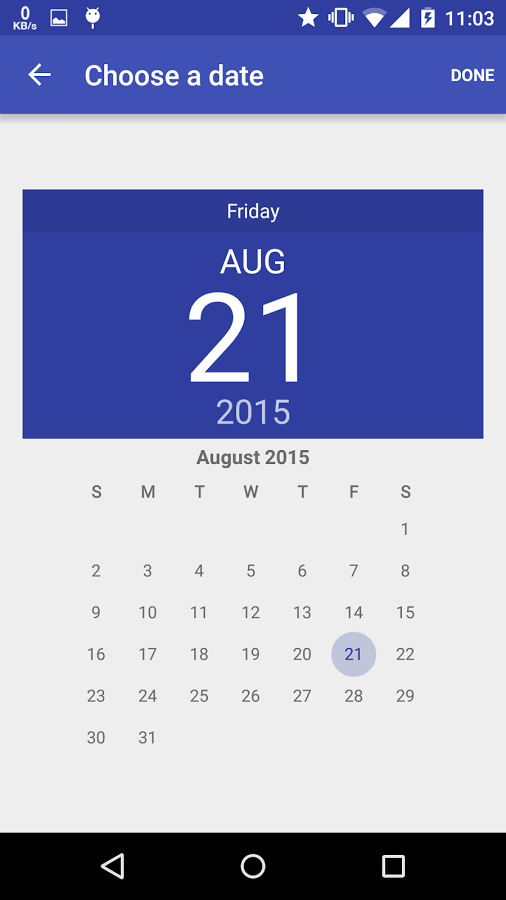 0
KB/s
11:03
Choose a date
DONE
Friday
AUG
21
2015
August 2015
S M T W T F S
1
2 3 4 5 6 7 8
9 10 11 12 13 14 15
16 17 18 19 20 21 22
23 24 25 26 27 28 29
30 31